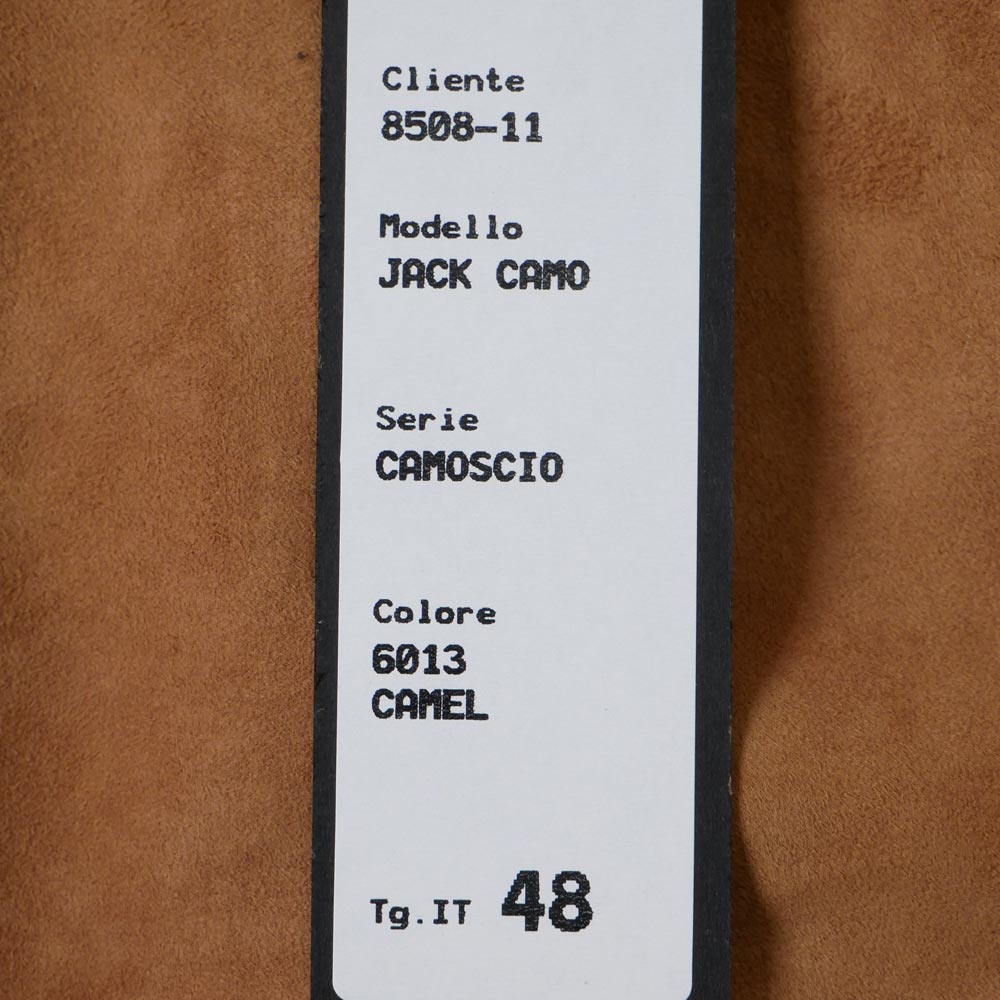 Cliente
8508-11
Modello
JACK CAMO
Serie
CAMOSCIO
Colore
6013
CAMEL
Tg.IT 48